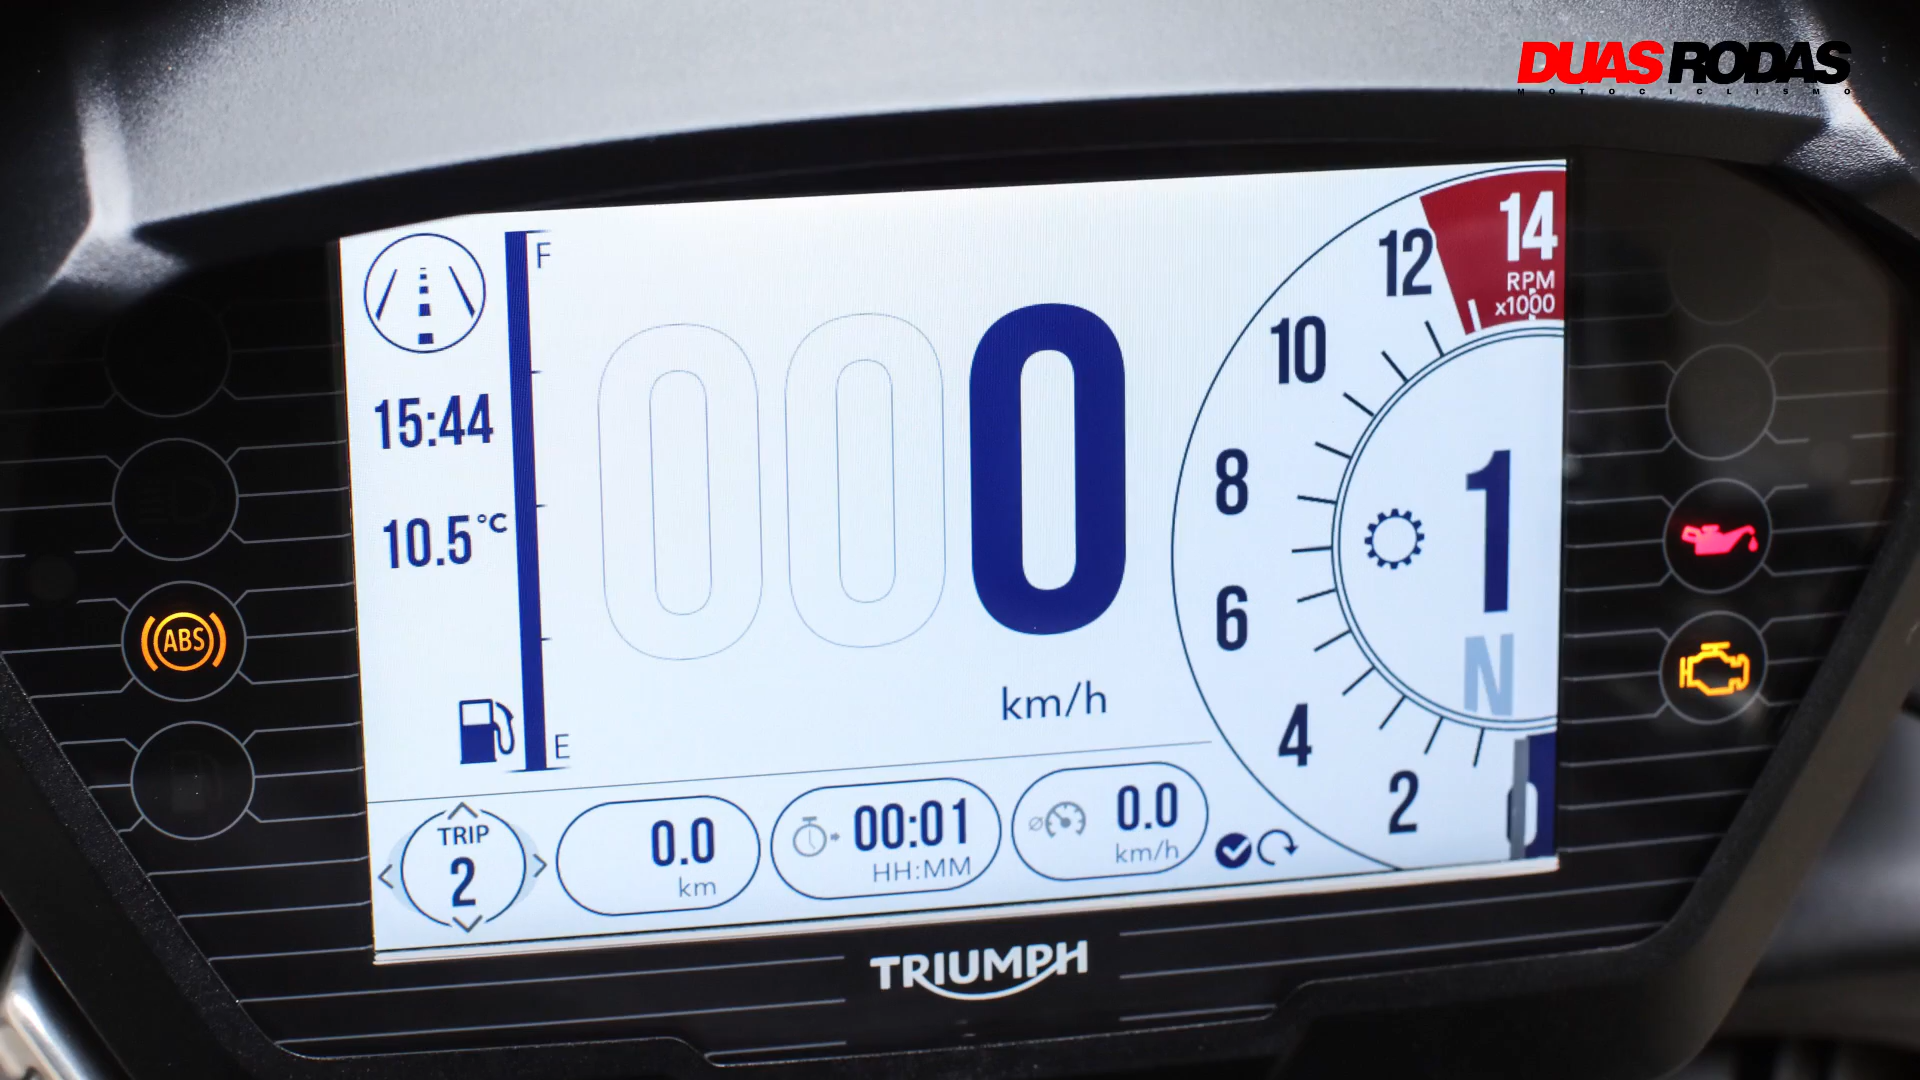 DUAS RODAS
MOTOCICLISMO
F
15:44
10.5°C
E
000
km/h
14
RPM
x1000
12
10
8
6
4
2
0
1
N
ABS
TRIP
2
0.0
km
00:01
HH:MM
0.0
km/h
TRIUMPH